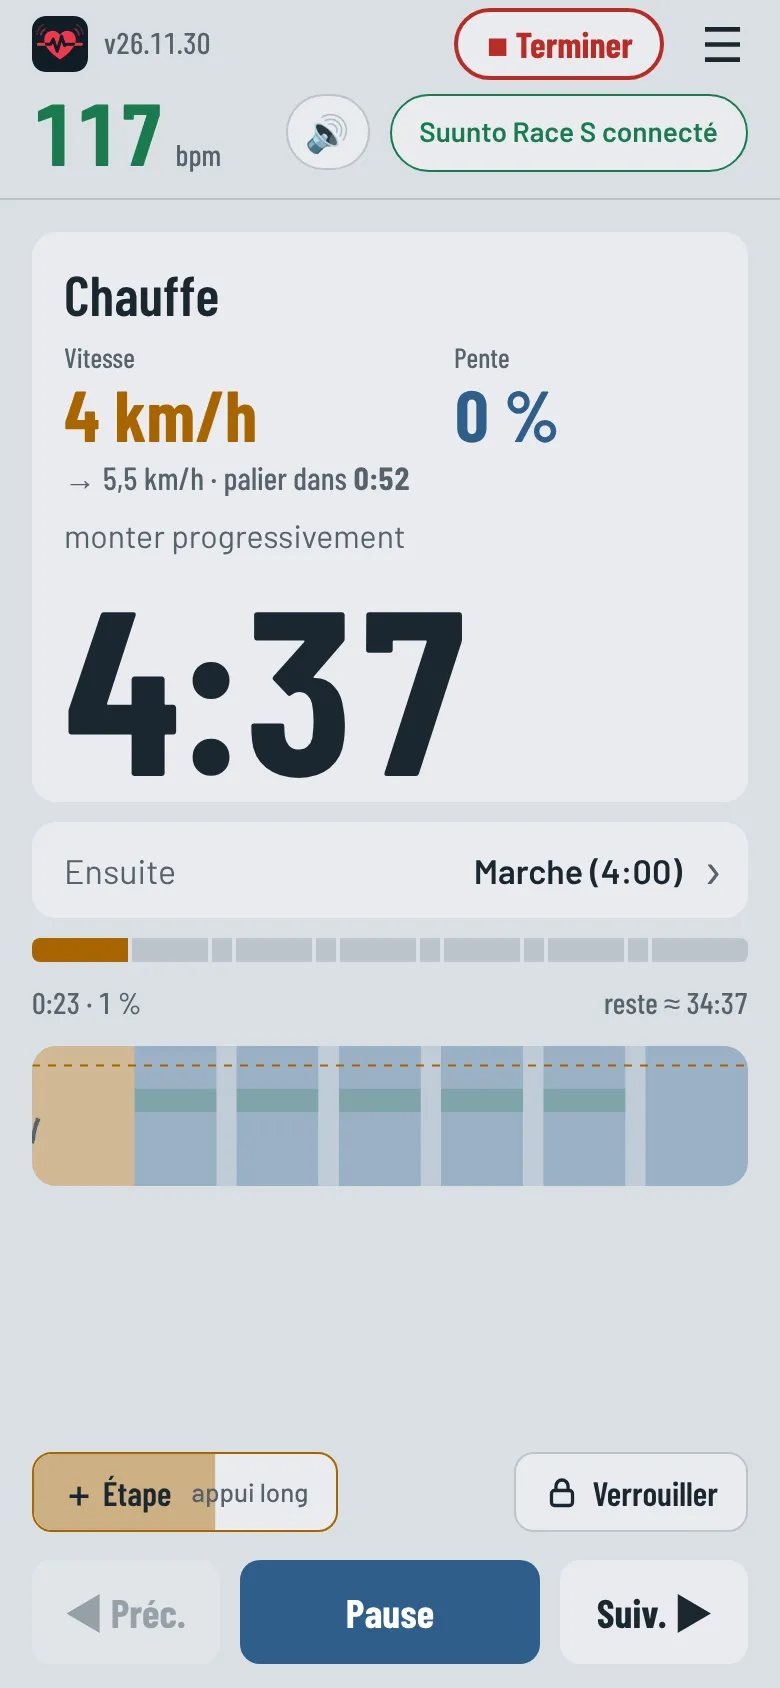 v26.11.30
■ Terminer
☰
117 bpm
🔊
Suunto Race S connecté
Chauffe
Vitesse
Pente
4 km/h
0 %
→ 5,5 km/h · palier dans 0:52
monter progressivement
4:37
Ensuite
Marche (4:00) ›
0:23 · 1 %
reste ≈ 34:37
+ Étape appui long
Verrouiller
◀ Préc.
Pause
Suiv. ▶